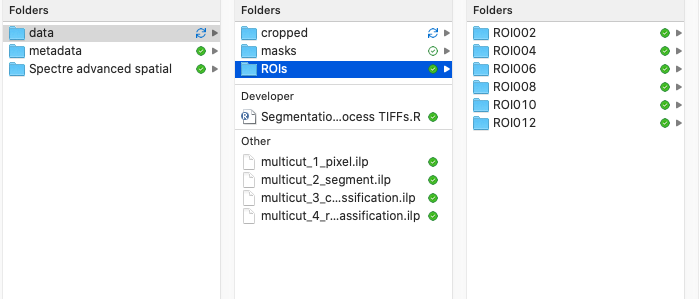 Folders
data
metadata
Spectre advanced spatial
Folders
cropped
masks
ROIs
Developer
Segmentatio...ocess TIFFs.R
Other
multicut_1_pixel.ilp
multicut_2_segment.ilp
multicut_3_c...ssification.ilp
multicut_4_r...assification.ilp
Folders
ROI002
ROI004
ROI006
ROI008
ROI010
ROI012